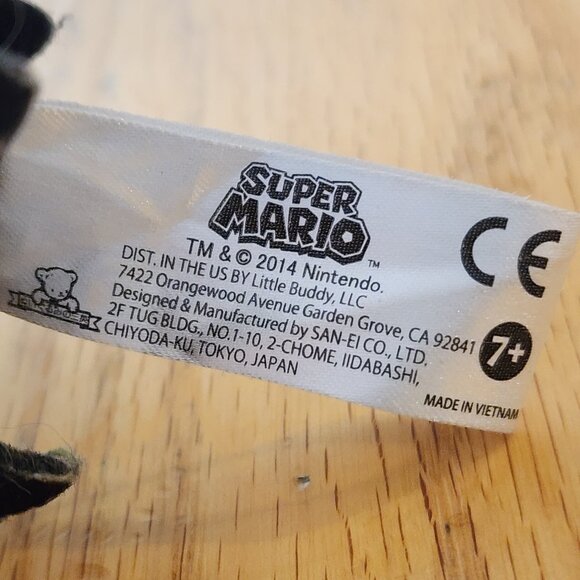 SUPER
MARIO™
TM & © 2014 Nintendo.
DIST. IN THE US BY Little Buddy, LLC
7422 Orangewood Avenue Garden Grove, CA 92841
Designed & Manufactured by SAN-EI CO., LTD.
2F TUG BLDG., NO.1-10, 2-CHOME, IIDABASHI,
CHIYODA-KU, TOKYO, JAPAN
CE
7+
MADE IN VIETNAM